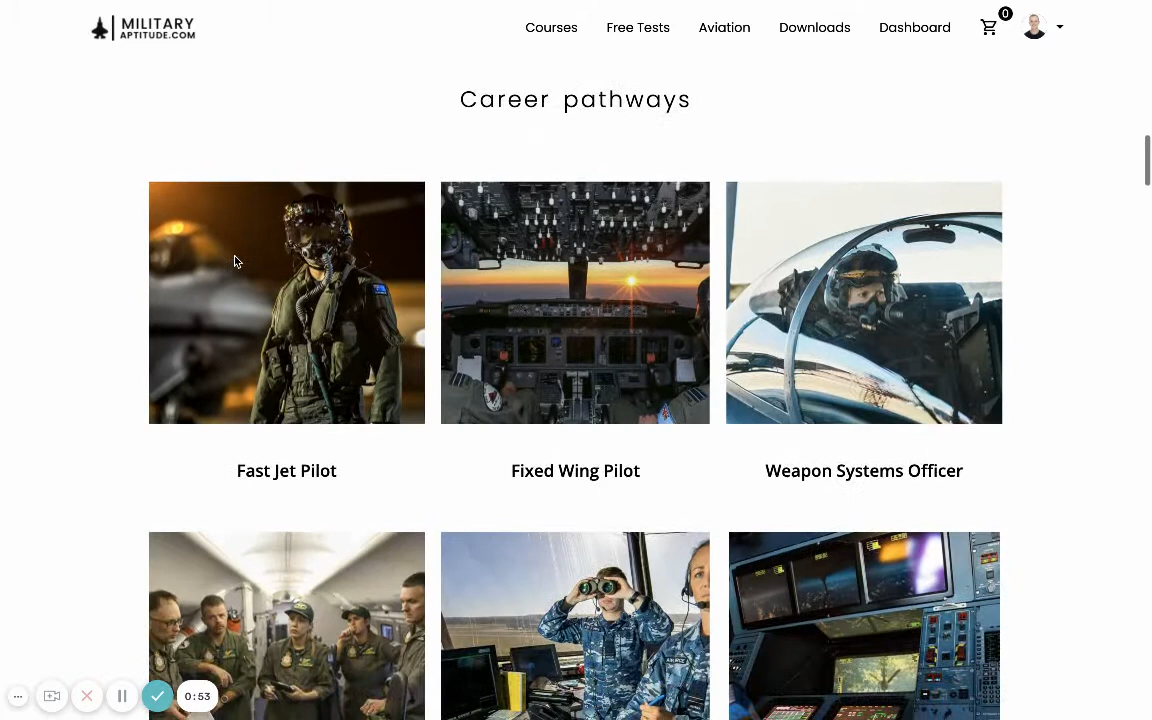 MILITARY
APTITUDE.COM
Courses
Free Tests
Aviation
Downloads
Dashboard
0
Career pathways
Fast Jet Pilot
Fixed Wing Pilot
Weapon Systems Officer
0:53